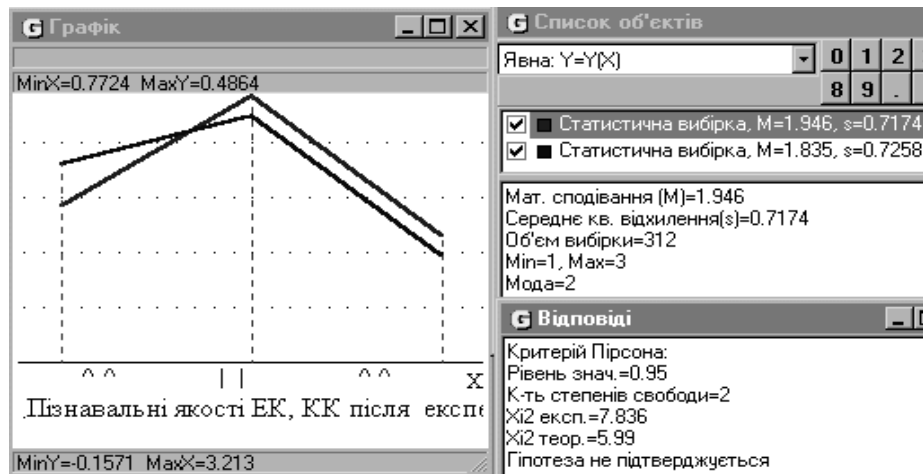 Графік
MinX=0.7724 MaxY=0.4864
^ ^ | | ^ ^ X
Пізнавальні якості ЕК, КК після експе
MinY=-0.1571 MaxX=3.213
Список об'єктів
Явна: Y=Y(X)
0 1 2
8 9 .
Статистична вибірка, M=1.946, s=0.7174
Статистична вибірка, M=1.835, s=0.7258
Мат. сподівання (M)=1.946
Середнє кв. відхилення(s)=0.7174
Об'єм вибірки=312
Min=1, Max=3
Мода=2
Відповіді
Критерій Пірсона:
Рівень знач.=0.95
К-ть степенів свободи=2
Xi2 експ.=7.836
Xi2 теор.=5.99
Гіпотеза не підтверджується